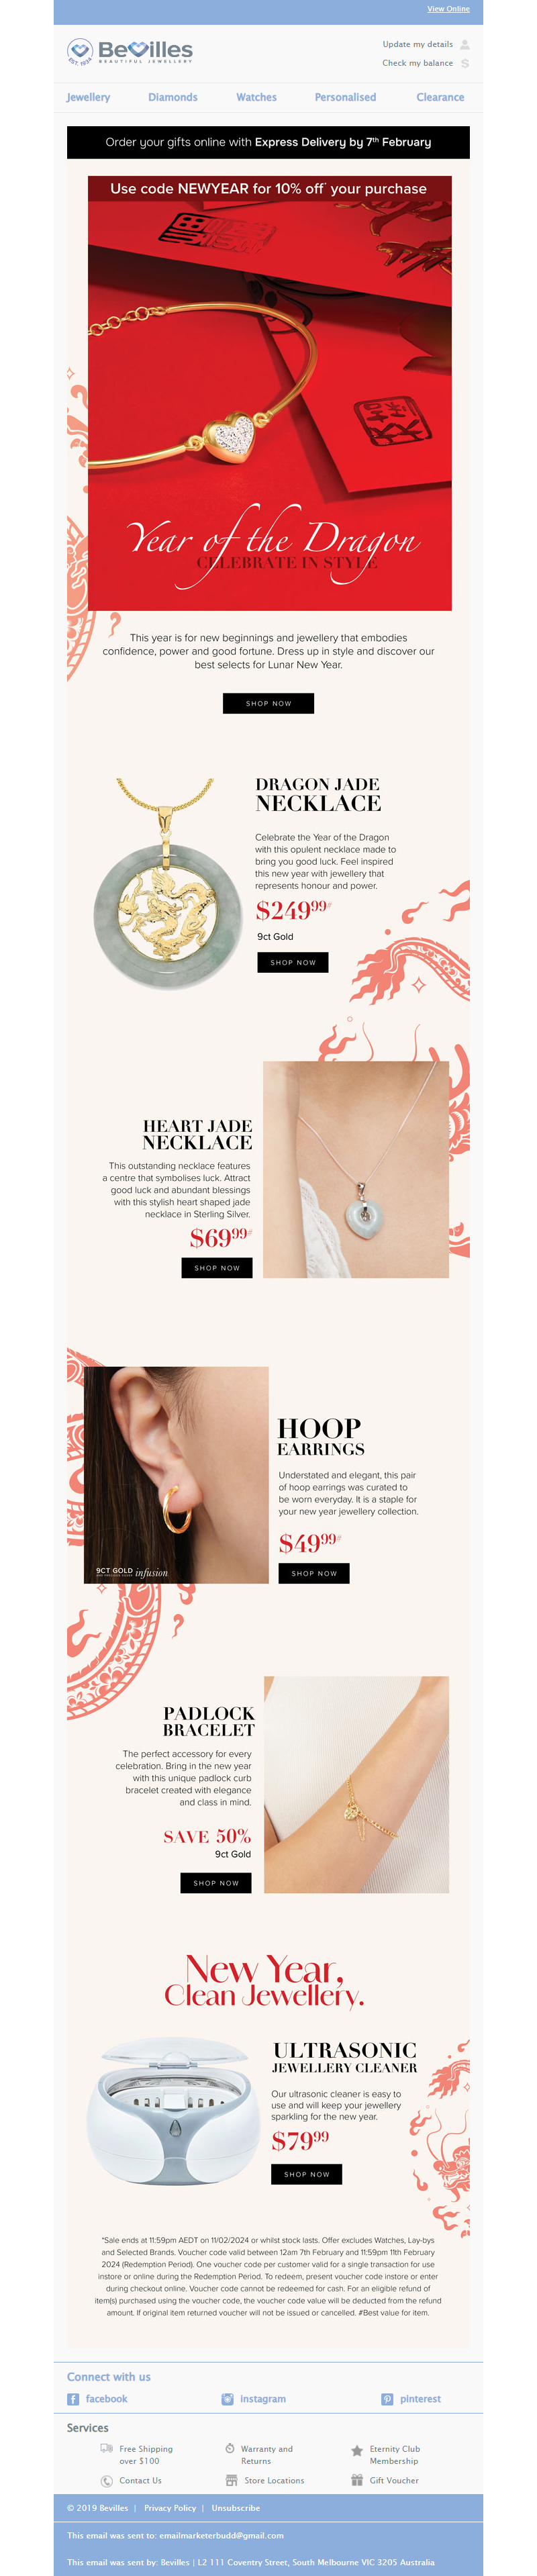 View Online
BeVilles
BEAUTIFUL JEWELLERY
EST. 1934
Update my details
Check my balance
Jewellery Diamonds Watches Personalised Clearance
Order your gifts online with Express Delivery by 7th February
Use code NEWYEAR for 10% off* your purchase
Year of the Dragon
CELEBRATE IN STYLE
This year is for new beginnings and jewellery that embodies
confidence, power and good fortune. Dress up in style and discover our
best selects for Lunar New Year.
SHOP NOW
DRAGON JADE
NECKLACE
Celebrate the Year of the Dragon
with this opulent necklace made to
bring you good luck. Feel inspired
this new year with jewellery that
represents honour and power.
$24999#
9ct Gold
SHOP NOW
HEART JADE
NECKLACE
This outstanding necklace features
a centre that symbolises luck. Attract
good luck and abundant blessings
with this stylish heart shaped jade
necklace in Sterling Silver.
$6999#
SHOP NOW
HOOP
EARRINGS
Understated and elegant, this pair
of hoop earrings was curated to
be worn everyday. It is a staple for
your new year jewellery collection.
$4999#
SHOP NOW
9CT GOLD infusion
PADLOCK
BRACELET
The perfect accessory for every
celebration. Bring in the new year
with this unique padlock curb
bracelet created with elegance
and class in mind.
SAVE 50%
9ct Gold
SHOP NOW
New Year,
Clean Jewellery.
ULTRASONIC
JEWELLERY CLEANER
Our ultrasonic cleaner is easy to
use and will keep your jewellery
sparkling for the new year.
$7999
SHOP NOW
*Sale ends at 11:59pm AEDT on 11/02/2024 or whilst stock lasts. Offer excludes Watches, Lay-bys
and Selected Brands. Voucher code valid between 12am 7th February and 11:59pm 11th February
2024 (Redemption Period). One voucher code per customer valid for a single transaction for use
instore or online during the Redemption Period. To redeem, present voucher code instore or enter
during checkout online. Voucher code cannot be redeemed for cash. For an eligible refund of
item(s) purchased using the voucher code, the voucher code value will be deducted from the refund
amount. If original item returned voucher will not be issued or cancelled. #Best value for item.
Connect with us
facebook instagram pinterest
Services
Free Shipping
over $100
Warranty and
Returns
Eternity Club
Membership
Contact Us
Store Locations
Gift Voucher
© 2019 Bevilles | Privacy Policy | Unsubscribe
This email was sent to: emailmarketerbudd@gmail.com
This email was sent by: Bevilles | L2 111 Coventry Street, South Melbourne VIC 3205 Australia